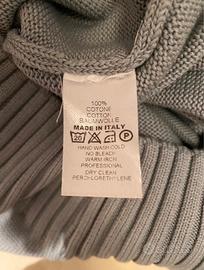 100%
COTONE
COTTON
BAUMWOLLE
MADE IN ITALY
HAND WASH COLD
NO BLEACH
WARM IRON
PROFESSIONAL
DRY CLEAN
PERCHLORETHYLENE